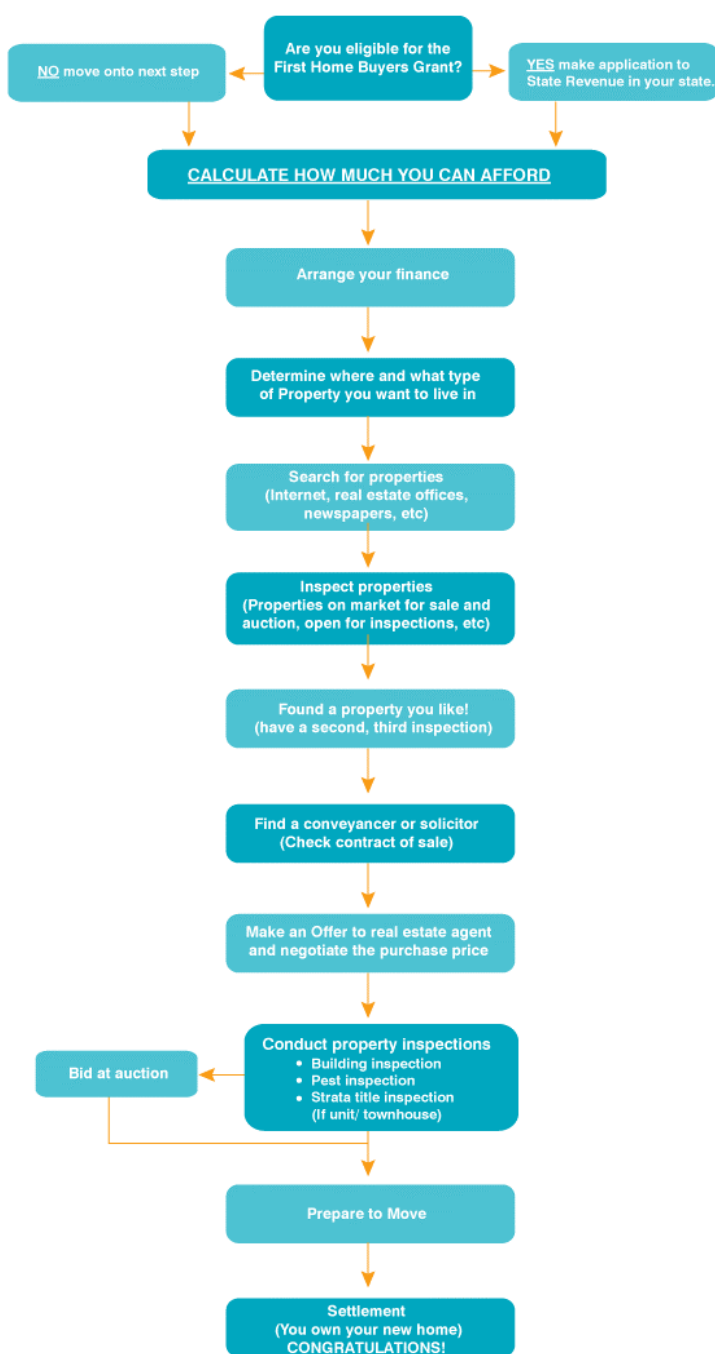 Are you eligible for the
First Home Buyers Grant?
NO move onto next step
YES make application to
State Revenue in your state.
CALCULATE HOW MUCH YOU CAN AFFORD
Arrange your finance
Determine where and what type
of Property you want to live in
Search for properties
(Internet, real estate offices,
newspapers, etc)
Inspect properties
(Properties on market for sale and
auction, open for inspections, etc)
Found a property you like!
(have a second, third inspection)
Find a conveyancer or solicitor
(Check contract of sale)
Make an Offer to real estate agent
and negotiate the purchase price
Conduct property inspections
• Building inspection
• Pest inspection
• Strata title inspection
(If unit/ townhouse)
Bid at auction
Prepare to Move
Settlement
(You own your new home)
CONGRATULATIONS!